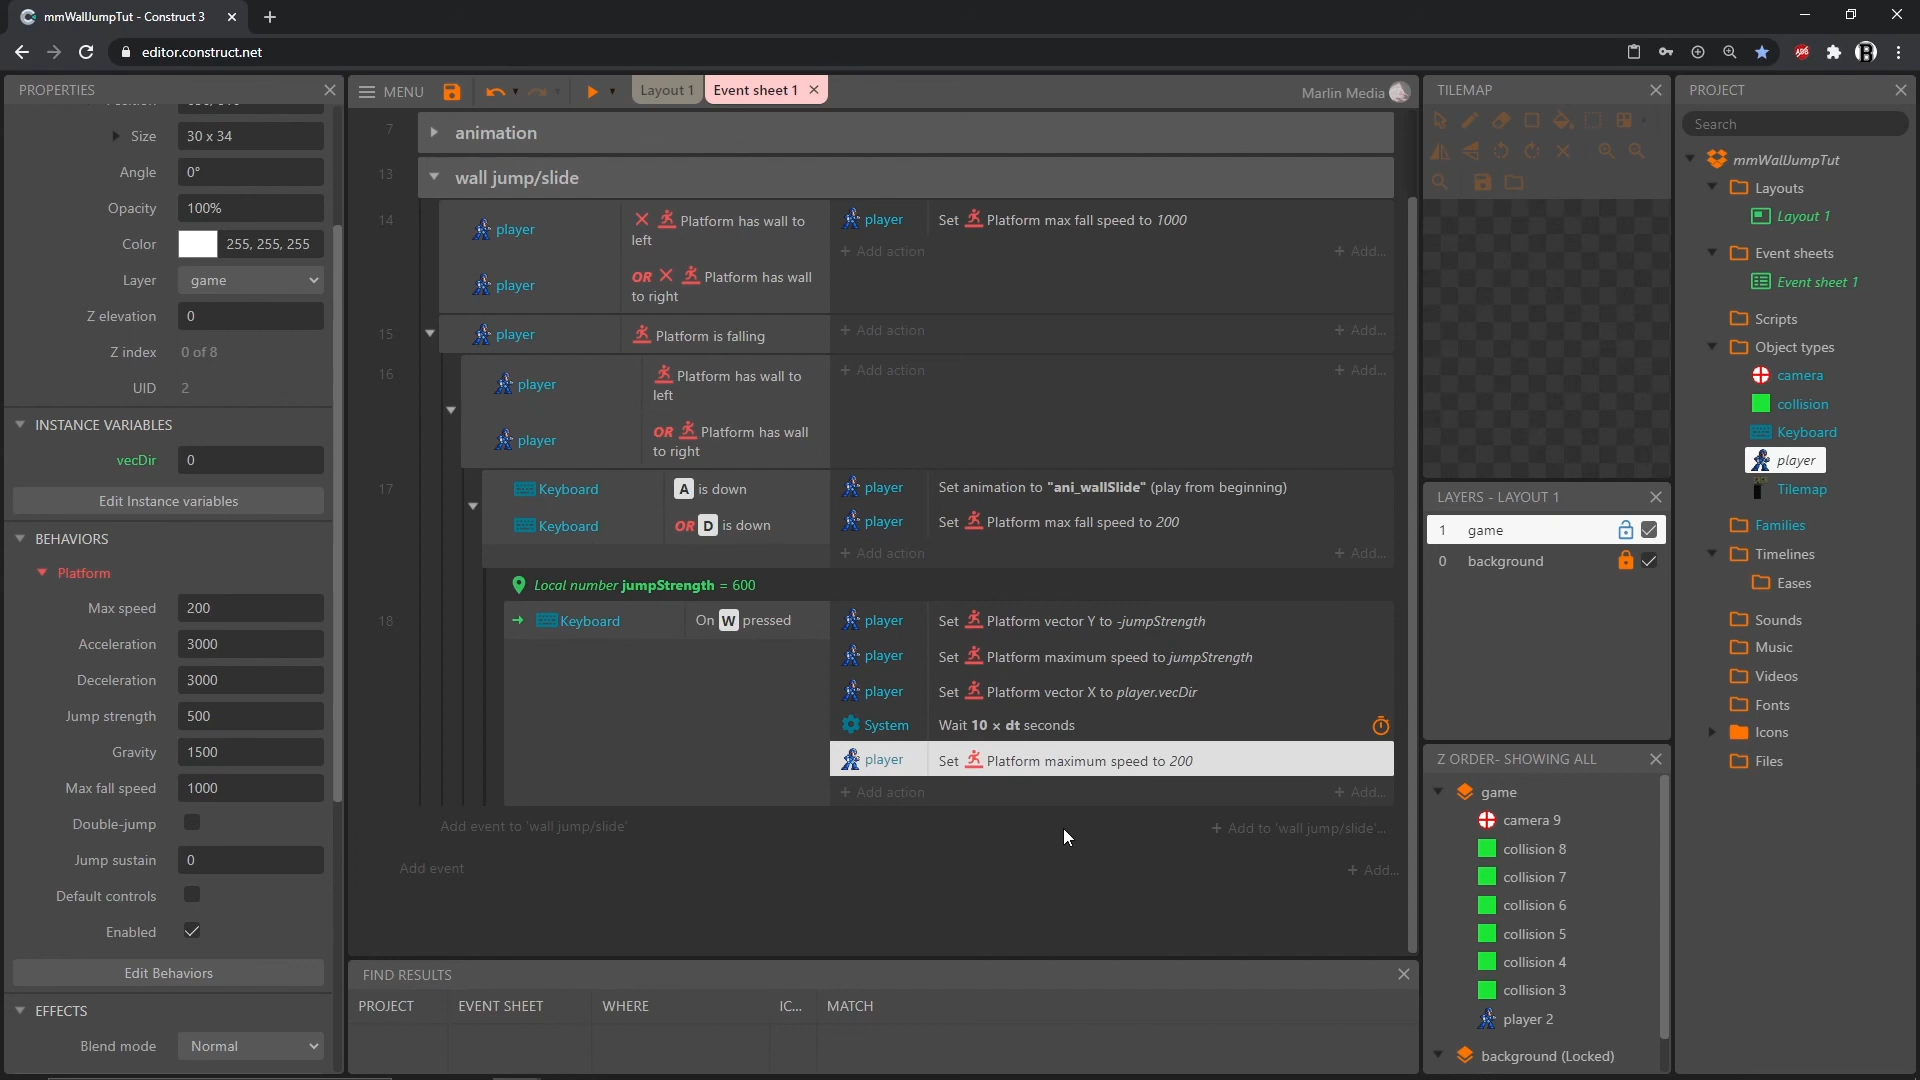 mmWallJumpTut - Construct 3
editor.construct.net
PROPERTIES
Size 30 x 34
Angle 0°
Opacity 100%
Color 255, 255, 255
Layer game
Z elevation 0
Z index 0 of 8
UID 2
INSTANCE VARIABLES
vecDir 0
Edit Instance variables
BEHAVIORS
Platform
Max speed 200
Acceleration 3000
Deceleration 3000
Jump strength 500
Gravity 1500
Max fall speed 1000
Double-jump
Jump sustain 0
Default controls
Enabled
Edit Behaviors
EFFECTS
Blend mode Normal
MENU
Layout 1
Event sheet 1
Marlin Media
7 animation
13 wall jump/slide
14 player Platform has wall to left
player Set Platform max fall speed to 1000
+ Add action + Add...
player OR Platform has wall to right
15 player Platform is falling + Add action + Add...
16 player Platform has wall to left + Add action + Add...
player OR Platform has wall to right
17 Keyboard A is down player Set animation to "ani_wallSlide" (play from beginning)
Keyboard OR D is down player Set Platform max fall speed to 200
+ Add action + Add...
Local number jumpStrength = 600
18 Keyboard On W pressed player Set Platform vector Y to -jumpStrength
player Set Platform maximum speed to jumpStrength
player Set Platform vector X to player.vecDir
System Wait 10 × dt seconds
player Set Platform maximum speed to 200
+ Add action + Add...
Add event to 'wall jump/slide' + Add to 'wall jump/slide'...
Add event + Add...
FIND RESULTS
PROJECT EVENT SHEET WHERE IC... MATCH
TILEMAP
LAYERS - LAYOUT 1
1 game
0 background
Z ORDER- SHOWING ALL
game
camera 9
collision 8
collision 7
collision 6
collision 5
collision 4
collision 3
player 2
background (Locked)
PROJECT
Search
mmWallJumpTut
Layouts
Layout 1
Event sheets
Event sheet 1
Scripts
Object types
camera
collision
Keyboard
player
Tilemap
Families
Timelines
Eases
Sounds
Music
Videos
Fonts
Icons
Files